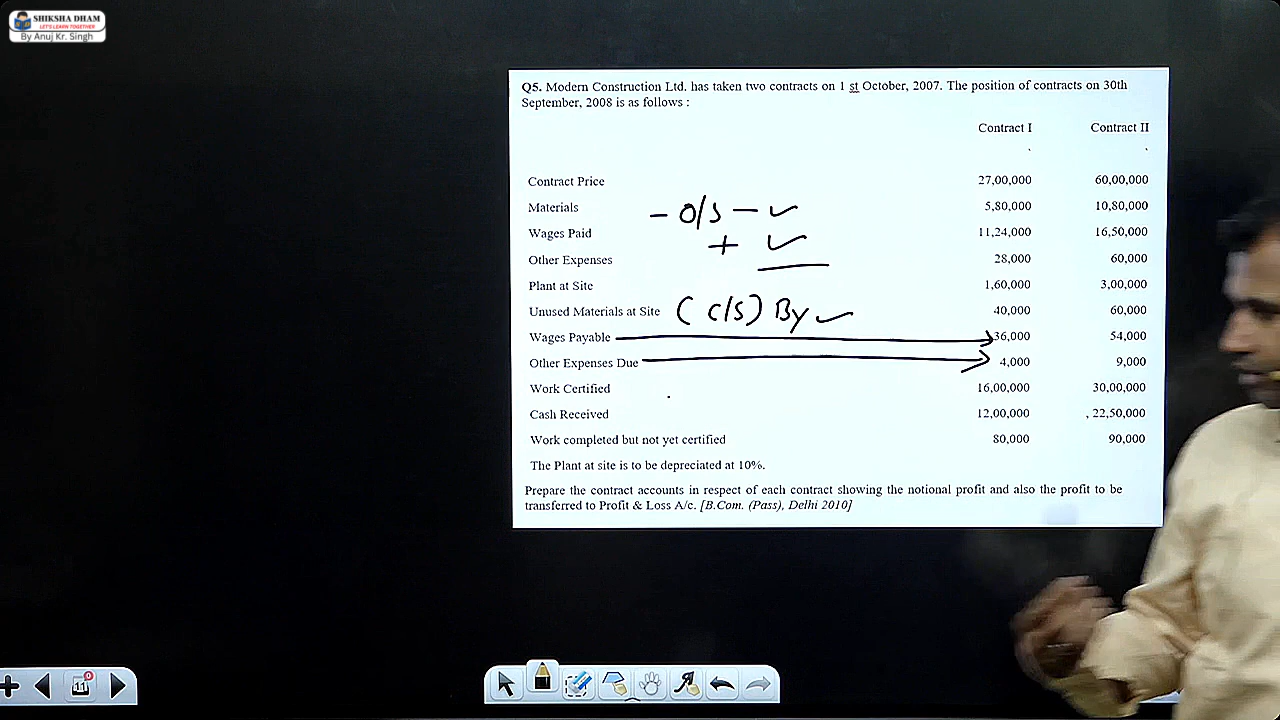 SHIKSHA DHAM
LET'S LEARN TOGETHER
By Anuj Kr. Singh
Q5. Modern Construction Ltd. has taken two contracts on 1 st October, 2007. The position of contracts on 30th
September, 2008 is as follows :
Contract I Contract II
Contract Price 27,00,000 60,00,000
Materials 5,80,000 10,80,000
- O/S - ✓
Wages Paid 11,24,000 16,50,000
+ ✓
Other Expenses 28,000 60,000
Plant at Site 1,60,000 3,00,000
Unused Materials at Site (C/S) By ✓ 40,000 60,000
Wages Payable 36,000 54,000
Other Expenses Due 4,000 9,000
Work Certified 16,00,000 30,00,000
Cash Received 12,00,000 , 22,50,000
Work completed but not yet certified 80,000 90,000
The Plant at site is to be depreciated at 10%.
Prepare the contract accounts in respect of each contract showing the notional profit and also the profit to be
transferred to Profit & Loss A/c. [B.Com. (Pass), Delhi 2010]
11